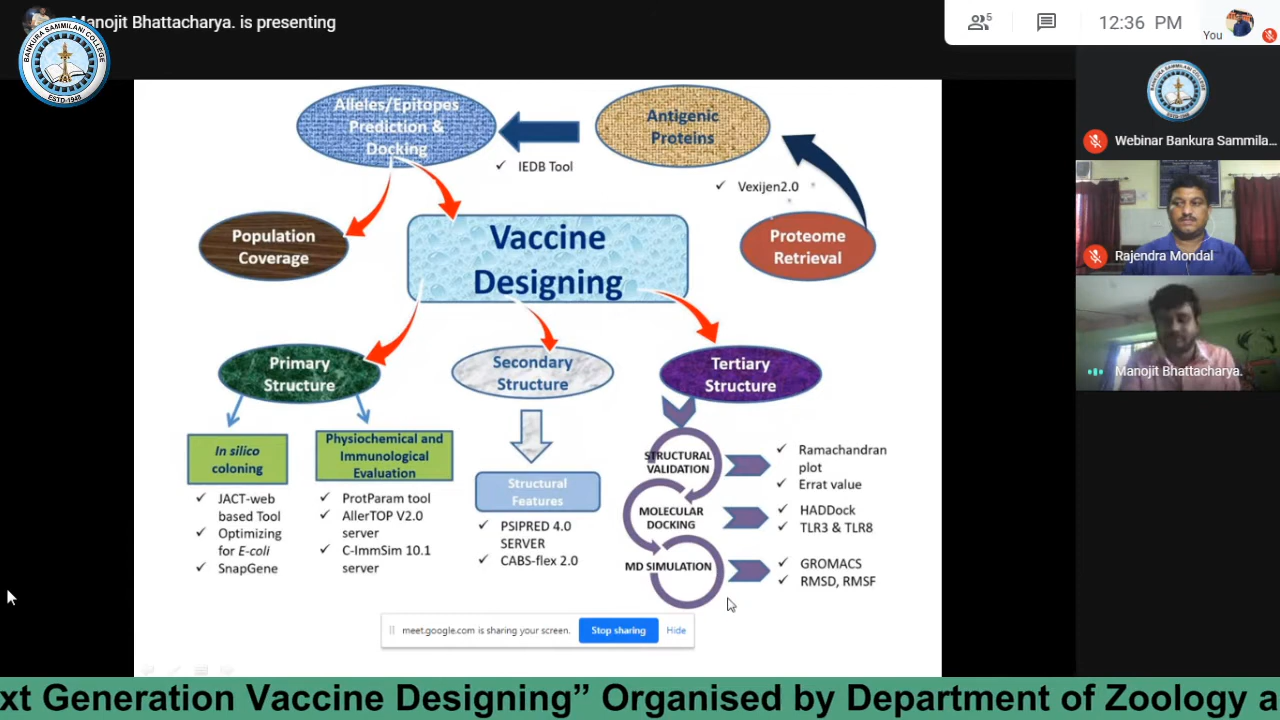 Manojit Bhattacharya. is presenting
5
12:36 PM
You
BANKURA SAMMILANI COLLEGE
ESTD-1948
Alleles/Epitopes
Prediction &
Docking
Antigenic
Proteins
✓ IEDB Tool
✓ Vexijen2.0
Population
Coverage
Vaccine
Designing
Proteome
Retrieval
Primary
Structure
Secondary
Structure
Tertiary
Structure
In silico
coloning
Physiochemical and
Immunological
Evaluation
Structural
Features
✓ JACT-web
based Tool
✓ Optimizing
for E-coli
✓ SnapGene
✓ ProtParam tool
✓ AllerTOP V2.0
server
✓ C-ImmSim 10.1
server
✓ PSIPRED 4.0
SERVER
✓ CABS-flex 2.0
STRUCTURAL
VALIDATION
✓ Ramachandran
plot
✓ Errat value
MOLECULAR
DOCKING
✓ HADDock
✓ TLR3 & TLR8
MD SIMULATION
✓ GROMACS
✓ RMSD, RMSF
meet.google.com is sharing your screen.
Stop sharing
Hide
Webinar Bankura Sammila...
Rajendra Mondal
Manojit Bhattacharya.
xt Generation Vaccine Designing” Organised by Department of Zoology a